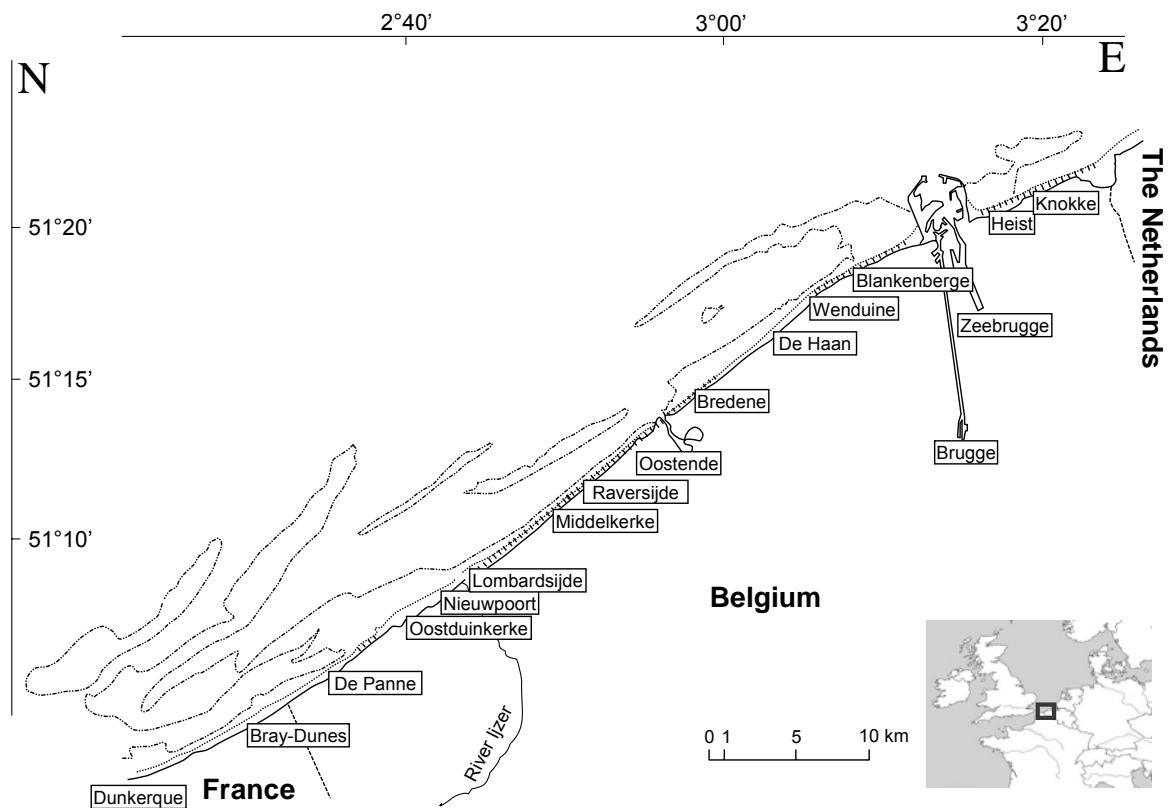 2°40’ 3°00’ 3°20’
N
E
The Netherlands
51°20’
Knokke
Heist
Blankenberge
Wenduine
Zeebrugge
De Haan
51°15’
Bredene
Brugge
Oostende
Raversijde
Middelkerke
51°10’
Lombardsijde
Nieuwpoort
Belgium
Oostduinkerke
De Panne
River Ijzer
Bray-Dunes
0 1 5 10 km
Dunkerque
France